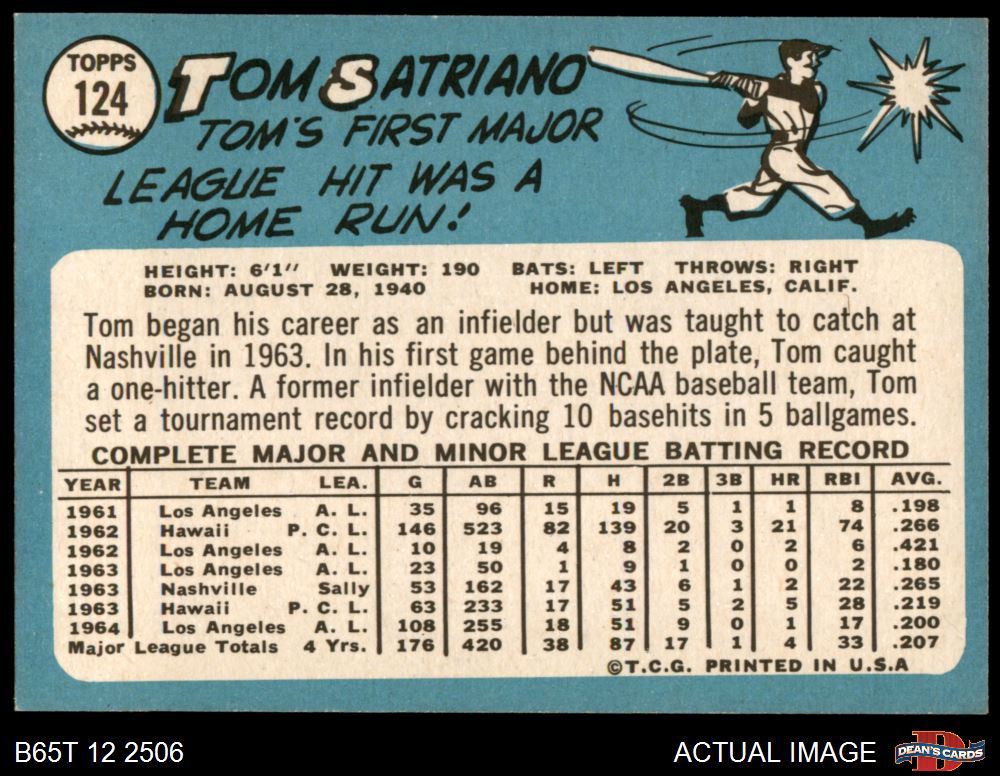 TOPPS
124
TOM SATRIANO
TOM'S FIRST MAJOR
LEAGUE HIT WAS A
HOME RUN!
HEIGHT: 6'1" WEIGHT: 190 BATS: LEFT THROWS: RIGHT
BORN: AUGUST 28, 1940 HOME: LOS ANGELES, CALIF.
Tom began his career as an infielder but was taught to catch at
Nashville in 1963. In his first game behind the plate, Tom caught
a one-hitter. A former infielder with the NCAA baseball team, Tom
set a tournament record by cracking 10 basehits in 5 ballgames.
COMPLETE MAJOR AND MINOR LEAGUE BATTING RECORD
YEAR TEAM LEA. G AB R H 2B 3B HR RBI AVG.
1961 Los Angeles A. L. 35 96 15 19 5 1 1 8 .198
1962 Hawaii P. C. L. 146 523 82 139 20 3 21 74 .266
1962 Los Angeles A. L. 10 19 4 8 2 0 2 6 .421
1963 Los Angeles A. L. 23 50 1 9 1 0 0 2 .180
1963 Nashville Sally 53 162 17 43 6 1 2 22 .265
1963 Hawaii P. C. L. 63 233 17 51 5 2 5 28 .219
1964 Los Angeles A. L. 108 255 18 51 9 0 1 17 .200
Major League Totals 4 Yrs. 176 420 38 87 17 1 4 33 .207
©T.C.G. PRINTED IN U.S.A
B65T 12 2506 ACTUAL IMAGE D DEAN'S CARDS